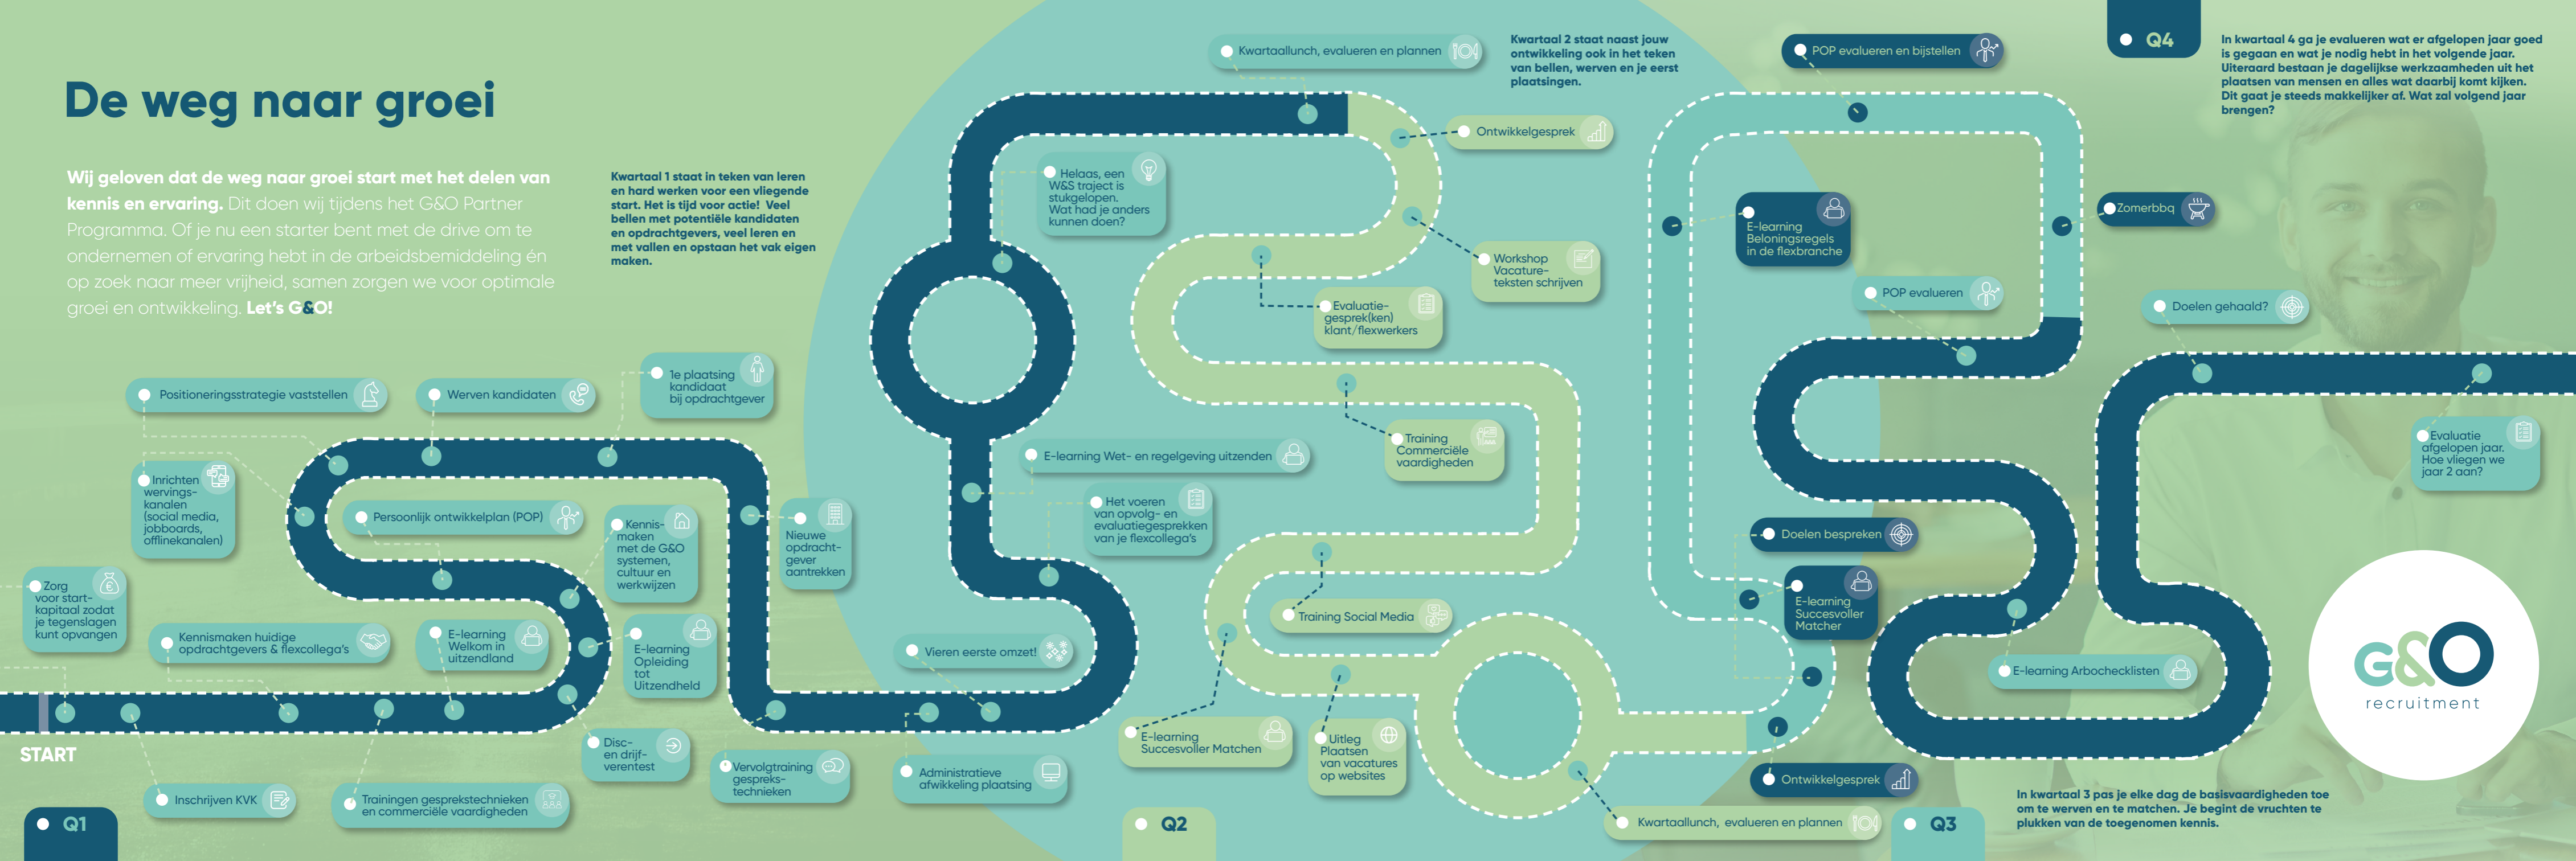 De weg naar groei
Wij geloven dat de weg naar groei start met het delen van
kennis en ervaring. Dit doen wij tijdens het G&O Partner
Programma. Of je nu een starter bent met de drive om te
ondernemen of ervaring hebt in de arbeidsbemiddeling én
op zoek naar meer vrijheid, samen zorgen we voor optimale
groei en ontwikkeling. Let's G&O!
Kwartaal 1 staat in teken van leren
en hard werken voor een vliegende
start. Het is tijd voor actie! Veel
bellen met potentiële kandidaten
en opdrachtgevers, veel leren en
met vallen en opstaan het vak eigen
maken.
START
Q1
Zorg
voor start-
kapitaal zodat
je tegenslagen
kunt opvangen
Inschrijven KVK
Kennismaken huidige
opdrachtgevers & flexcollega's
Trainingen gesprekstechnieken
en commerciële vaardigheden
E-learning
Welkom in
uitzendland
Disc-
en drijf-
verentest
E-learning
Opleiding
tot
Uitzendheld
Kennis-
maken
met de G&O
systemen,
cultuur en
werkwijzen
Persoonlijk ontwikkelplan (POP)
Inrichten
wervings-
kanalen
(social media,
jobboards,
offlinekanalen)
Positioneringsstrategie vaststellen
Werven kandidaten
1e plaatsing
kandidaat
bij opdrachtgever
Nieuwe
opdracht-
gever
aantrekken
Vervolgtraining
gespreks-
technieken
Administratieve
afwikkeling plaatsing
Vieren eerste omzet!
Het voeren
van opvolg- en
evaluatiegesprekken
van je flexcollega's
E-learning Wet- en regelgeving uitzenden
Helaas, een
W&S traject is
stukgelopen.
Wat had je anders
kunnen doen?
Kwartaallunch, evalueren en plannen
Kwartaal 2 staat naast jouw
ontwikkeling ook in het teken
van bellen, werven en je eerst
plaatsingen.
Q2
Ontwikkelgesprek
Workshop
Vacature-
teksten schrijven
Evaluatie-
gesprek(ken)
klant/flexwerkers
Training
Commerciële
vaardigheden
Training Social Media
E-learning
Succesvoller Matchen
Uitleg
Plaatsen
van vacatures
op websites
Kwartaallunch, evalueren en plannen
Q3
In kwartaal 3 pas je elke dag de basisvaardigheden toe
om te werven en te matchen. Je begint de vruchten te
plukken van de toegenomen kennis.
Ontwikkelgesprek
Doelen bespreken
E-learning
Succesvoller
Matcher
E-learning
Beloningsregels
in de flexbranche
POP evalueren en bijstellen
Zomerbbq
Q4
In kwartaal 4 ga je evalueren wat er afgelopen jaar goed
is gegaan en wat je nodig hebt in het volgende jaar.
Uiteraard bestaan je dagelijkse werkzaamheden uit het
plaatsen van mensen en alles wat daarbij komt kijken.
Dit gaat je steeds makkelijker af. Wat zal volgend jaar
brengen?
POP evalueren
E-learning Arbochecklisten
Doelen gehaald?
Evaluatie
afgelopen jaar.
Hoe vliegen we
jaar 2 aan?
G&O
recruitment